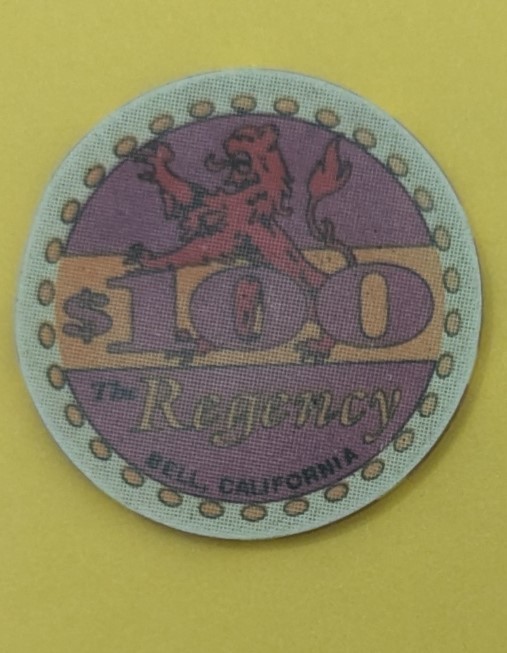 $100
The Regency
BELL, CALIFORNIA